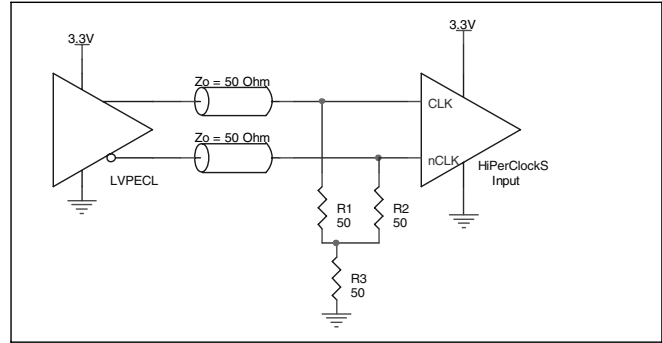 3.3V
3.3V
Zo = 50 Ohm
CLK
Zo = 50 Ohm
nCLK
LVPECL
HiPerClockS
Input
R1
50
R2
50
R3
50